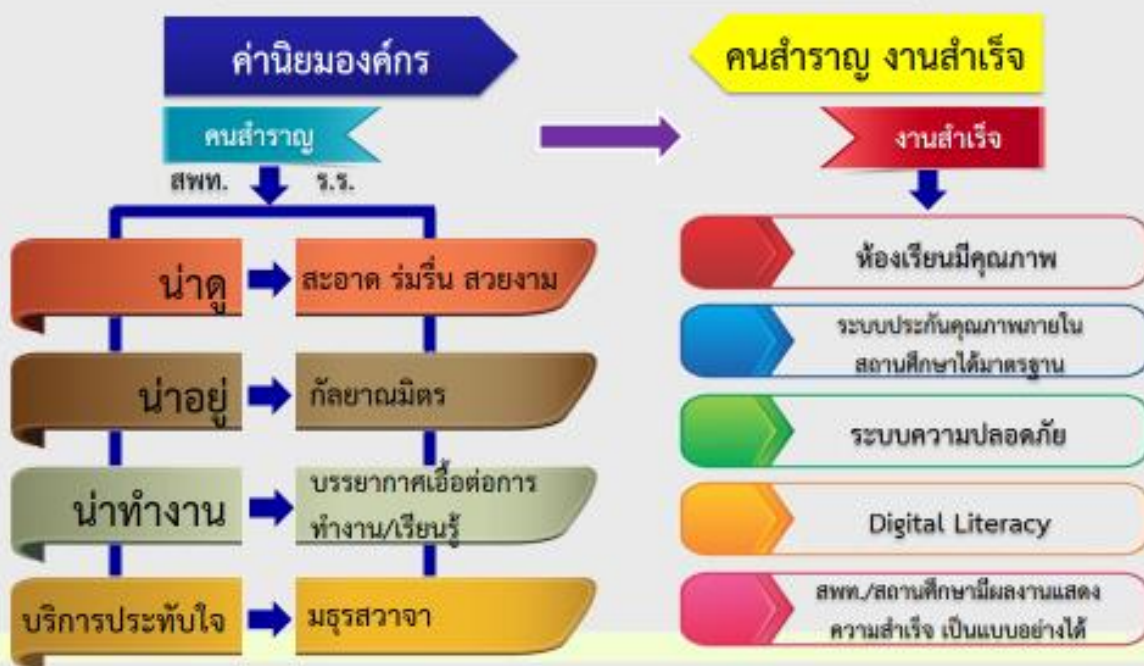 ค่านิยมองค์กร
คนสำราญ งานสำเร็จ
คนสำราญ
งานสำเร็จ
สพท. ร.ร.
น่าดู
สะอาด ร่มรื่น สวยงาม
น่าอยู่
กัลยาณมิตร
น่าทำงาน
บรรยากาศเอื้อต่อการ
ทำงาน/เรียนรู้
บริการประทับใจ
มธุรสวาจา
ห้องเรียนมีคุณภาพ
ระบบประกันคุณภาพภายใน
สถานศึกษาได้มาตรฐาน
ระบบความปลอดภัย
Digital Literacy
สพท./สถานศึกษามีผลงานแสดง
ความสำเร็จ เป็นแบบอย่างได้